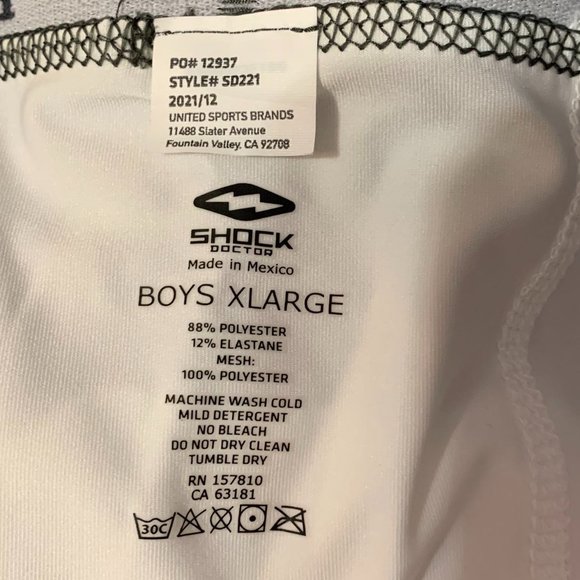 PO# 12937
STYLE# SD221
2021/12
UNITED SPORTS BRANDS
11488 Slater Avenue
Fountain Valley, CA 92708
SHOCK
DOCTOR
Made in Mexico
BOYS XLARGE
88% POLYESTER
12% ELASTANE
MESH:
100% POLYESTER
MACHINE WASH COLD
MILD DETERGENT
NO BLEACH
DO NOT DRY CLEAN
TUMBLE DRY
RN 157810
CA 63181
30C